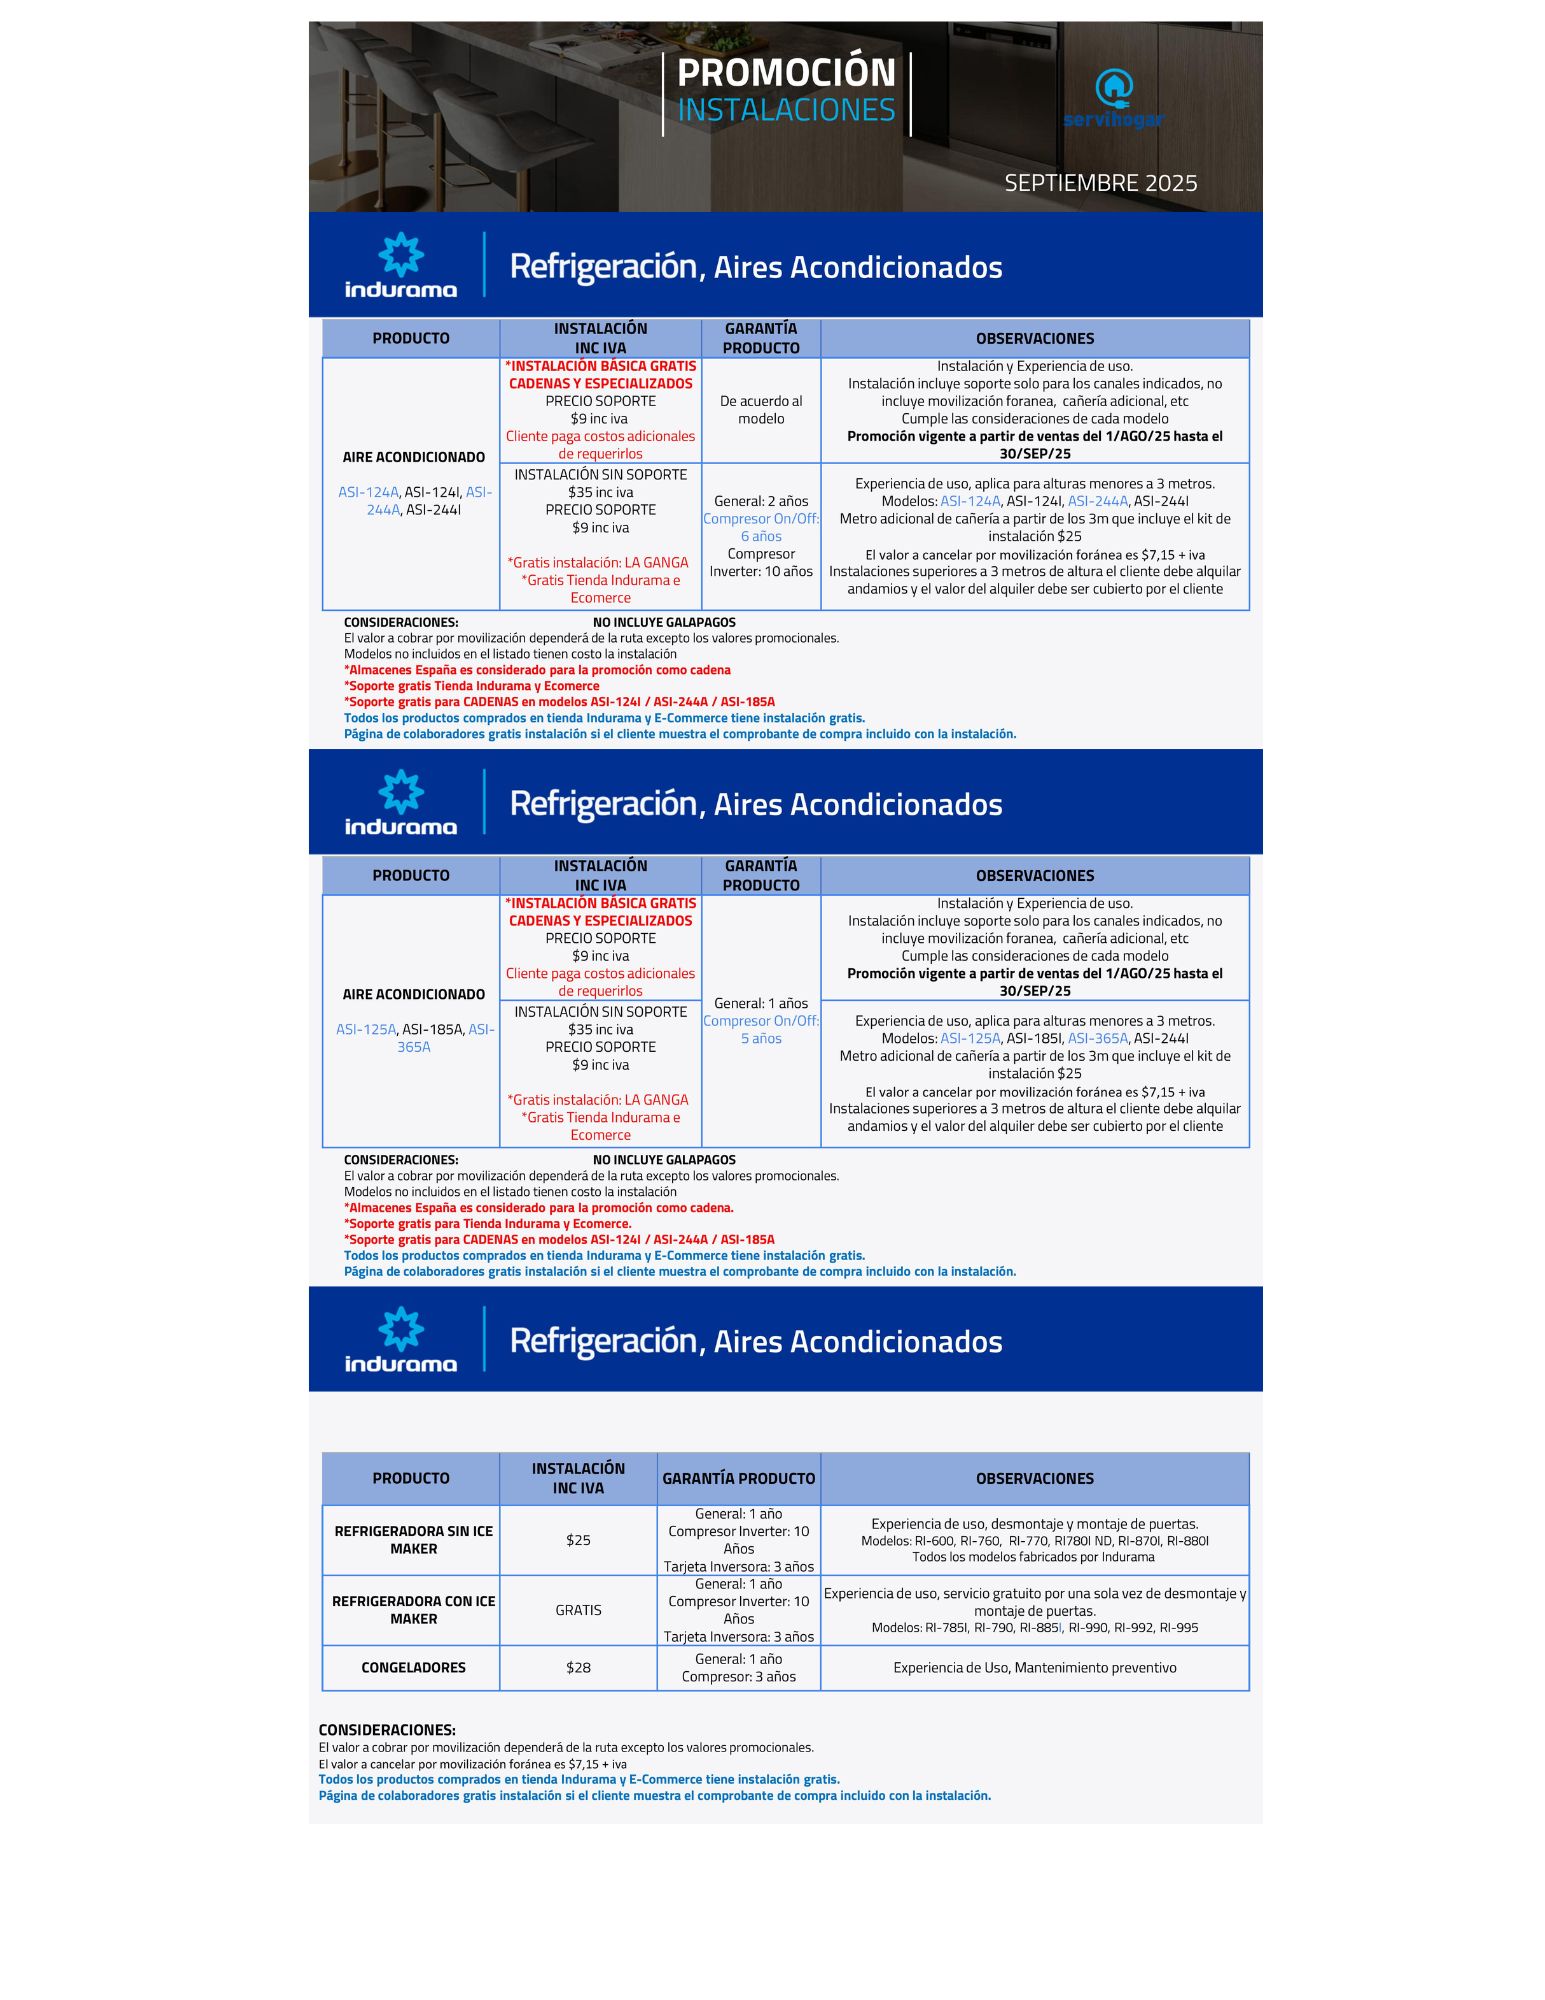 PROMOCIÓN
INSTALACIONES
servihogar
SEPTIEMBRE 2025
indurama
Refrigeración, Aires Acondicionados
PRODUCTO
INSTALACIÓN
INC IVA
GARANTÍA
PRODUCTO
OBSERVACIONES
AIRE ACONDICIONADO
ASI-124A, ASI-124I, ASI-
244A, ASI-244I
*INSTALACIÓN BÁSICA GRATIS
CADENAS Y ESPECIALIZADOS
PRECIO SOPORTE
$9 inc iva
Cliente paga costos adicionales
de requerirlos
De acuerdo al
modelo
Instalación y Experiencia de uso.
Instalación incluye soporte solo para los canales indicados, no
incluye movilización foranea, cañería adicional, etc
Cumple las consideraciones de cada modelo
Promoción vigente a partir de ventas del 1/AGO/25 hasta el
30/SEP/25
INSTALACIÓN SIN SOPORTE
$35 inc iva
PRECIO SOPORTE
$9 inc iva
*Gratis instalación: LA GANGA
*Gratis Tienda Indurama e
Ecomerce
General: 2 años
Compresor On/Off:
6 años
Compresor
Inverter: 10 años
Experiencia de uso, aplica para alturas menores a 3 metros.
Modelos: ASI-124A, ASI-124I, ASI-244A, ASI-244I
Metro adicional de cañería a partir de los 3m que incluye el kit de
instalación $25
El valor a cancelar por movilización foránea es $7,15 + iva
Instalaciones superiores a 3 metros de altura el cliente debe alquilar
andamios y el valor del alquiler debe ser cubierto por el cliente
CONSIDERACIONES: NO INCLUYE GALAPAGOS
El valor a cobrar por movilización dependerá de la ruta excepto los valores promocionales.
Modelos no incluidos en el listado tienen costo la instalación
*Almacenes España es considerado para la promoción como cadena
*Soporte gratis Tienda Indurama y Ecomerce
*Soporte gratis para CADENAS en modelos ASI-124I / ASI-244A / ASI-185A
Todos los productos comprados en tienda Indurama y E-Commerce tiene instalación gratis.
Página de colaboradores gratis instalación si el cliente muestra el comprobante de compra incluido con la instalación.
indurama
Refrigeración, Aires Acondicionados
PRODUCTO
INSTALACIÓN
INC IVA
GARANTÍA
PRODUCTO
OBSERVACIONES
AIRE ACONDICIONADO
ASI-125A, ASI-185A, ASI-
365A
*INSTALACIÓN BÁSICA GRATIS
CADENAS Y ESPECIALIZADOS
PRECIO SOPORTE
$9 inc iva
Cliente paga costos adicionales
de requerirlos
General: 1 años
Compresor On/Off:
5 años
Instalación y Experiencia de uso.
Instalación incluye soporte solo para los canales indicados, no
incluye movilización foranea, cañería adicional, etc
Cumple las consideraciones de cada modelo
Promoción vigente a partir de ventas del 1/AGO/25 hasta el
30/SEP/25
INSTALACIÓN SIN SOPORTE
$35 inc iva
PRECIO SOPORTE
$9 inc iva
*Gratis instalación: LA GANGA
*Gratis Tienda Indurama e
Ecomerce
Experiencia de uso, aplica para alturas menores a 3 metros.
Modelos: ASI-125A, ASI-185I, ASI-365A, ASI-244I
Metro adicional de cañería a partir de los 3m que incluye el kit de
instalación $25
El valor a cancelar por movilización foránea es $7,15 + iva
Instalaciones superiores a 3 metros de altura el cliente debe alquilar
andamios y el valor del alquiler debe ser cubierto por el cliente
CONSIDERACIONES: NO INCLUYE GALAPAGOS
El valor a cobrar por movilización dependerá de la ruta excepto los valores promocionales.
Modelos no incluidos en el listado tienen costo la instalación
*Almacenes España es considerado para la promoción como cadena.
*Soporte gratis para Tienda Indurama y Ecomerce.
*Soporte gratis para CADENAS en modelos ASI-124I / ASI-244A / ASI-185A
Todos los productos comprados en tienda Indurama y E-Commerce tiene instalación gratis.
Página de colaboradores gratis instalación si el cliente muestra el comprobante de compra incluido con la instalación.
indurama
Refrigeración, Aires Acondicionados
PRODUCTO
INSTALACIÓN
INC IVA
GARANTÍA PRODUCTO
OBSERVACIONES
REFRIGERADORA SIN ICE
MAKER
$25
General: 1 año
Compresor Inverter: 10
Años
Tarjeta Inversora: 3 años
Experiencia de uso, desmontaje y montaje de puertas.
Modelos: RI-600, RI-760, RI-770, RI780I ND, RI-870I, RI-880I
Todos los modelos fabricados por Indurama
REFRIGERADORA CON ICE
MAKER
GRATIS
General: 1 año
Compresor Inverter: 10
Años
Tarjeta Inversora: 3 años
Experiencia de uso, servicio gratuito por una sola vez de desmontaje y
montaje de puertas.
Modelos: RI-785I, RI-790, RI-885I, RI-990, RI-992, RI-995
CONGELADORES
$28
General: 1 año
Compresor: 3 años
Experiencia de Uso, Mantenimiento preventivo
CONSIDERACIONES:
El valor a cobrar por movilización dependerá de la ruta excepto los valores promocionales.
El valor a cancelar por movilización foránea es $7,15 + iva
Todos los productos comprados en tienda Indurama y E-Commerce tiene instalación gratis.
Página de colaboradores gratis instalación si el cliente muestra el comprobante de compra incluido con la instalación.